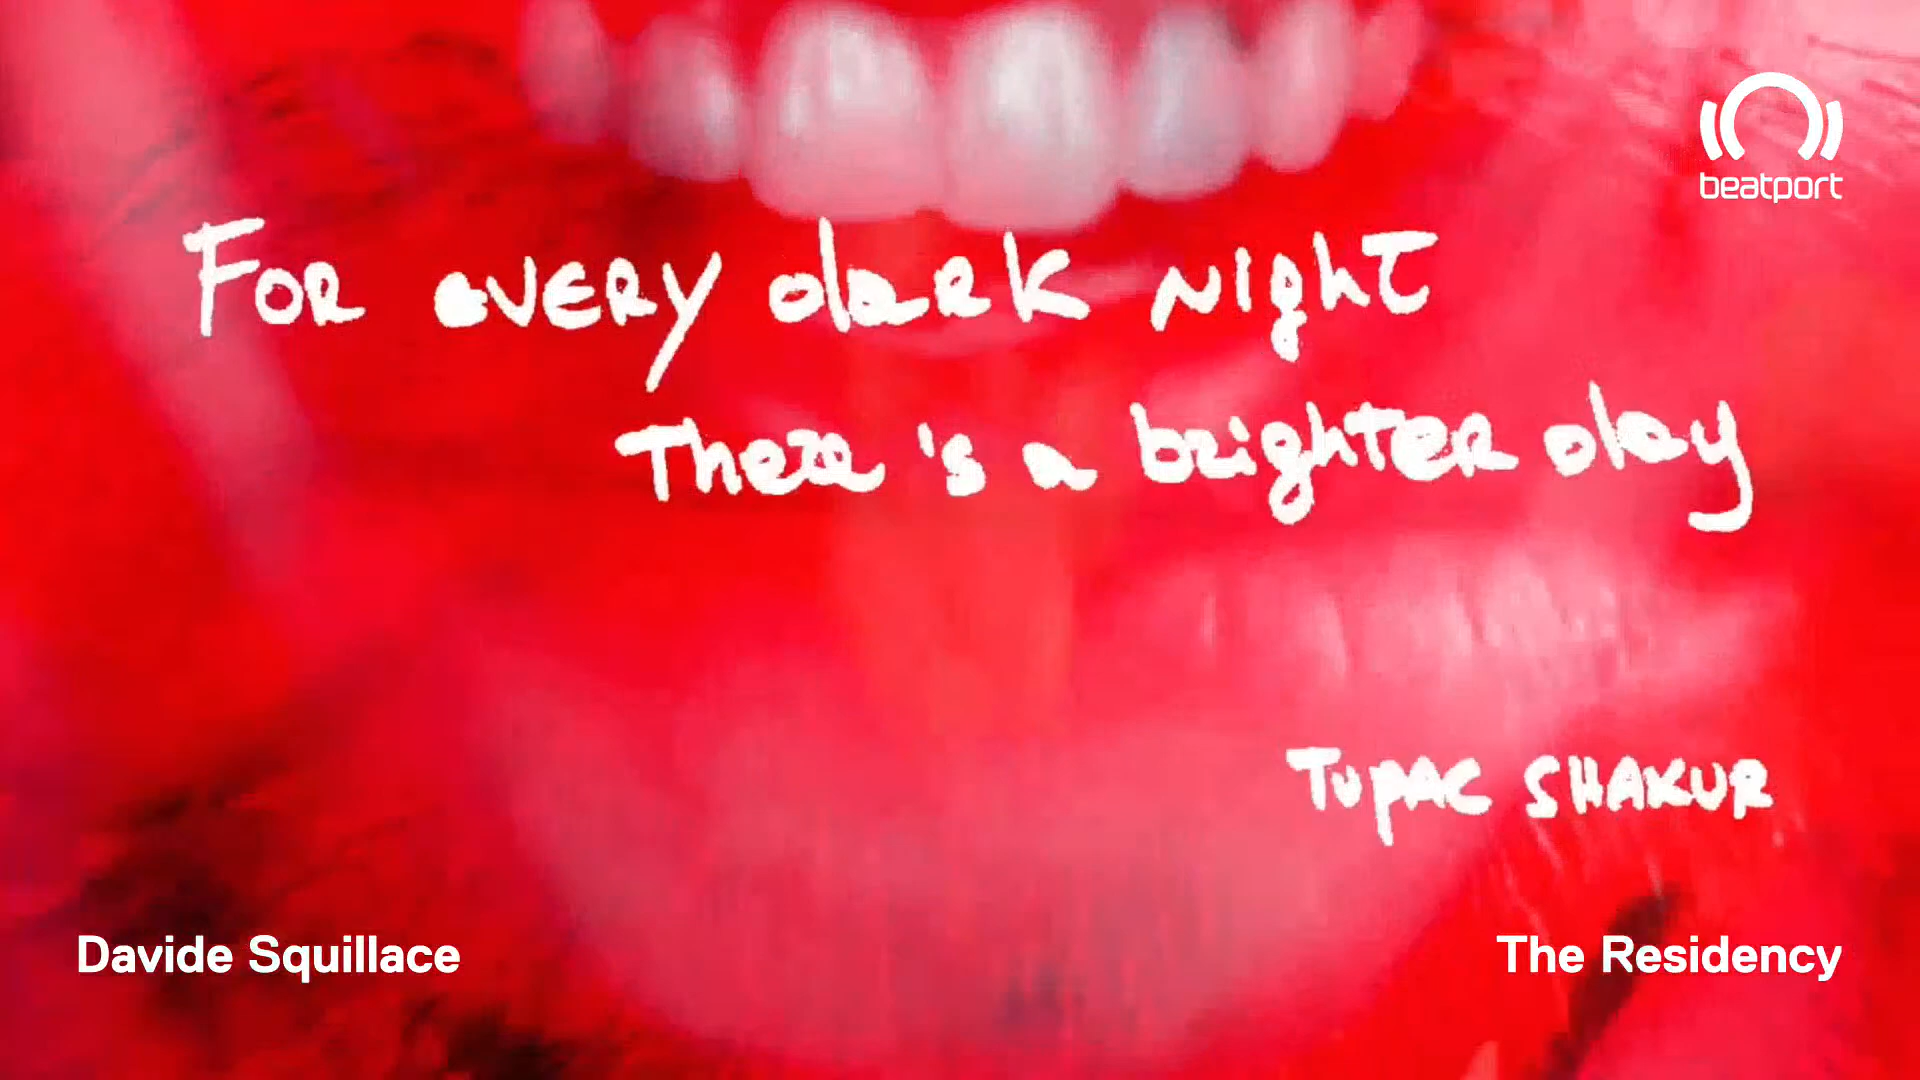 beatport
For every dark night
There's a brighter day
Tupac Shakur
Davide Squillace
The Residency